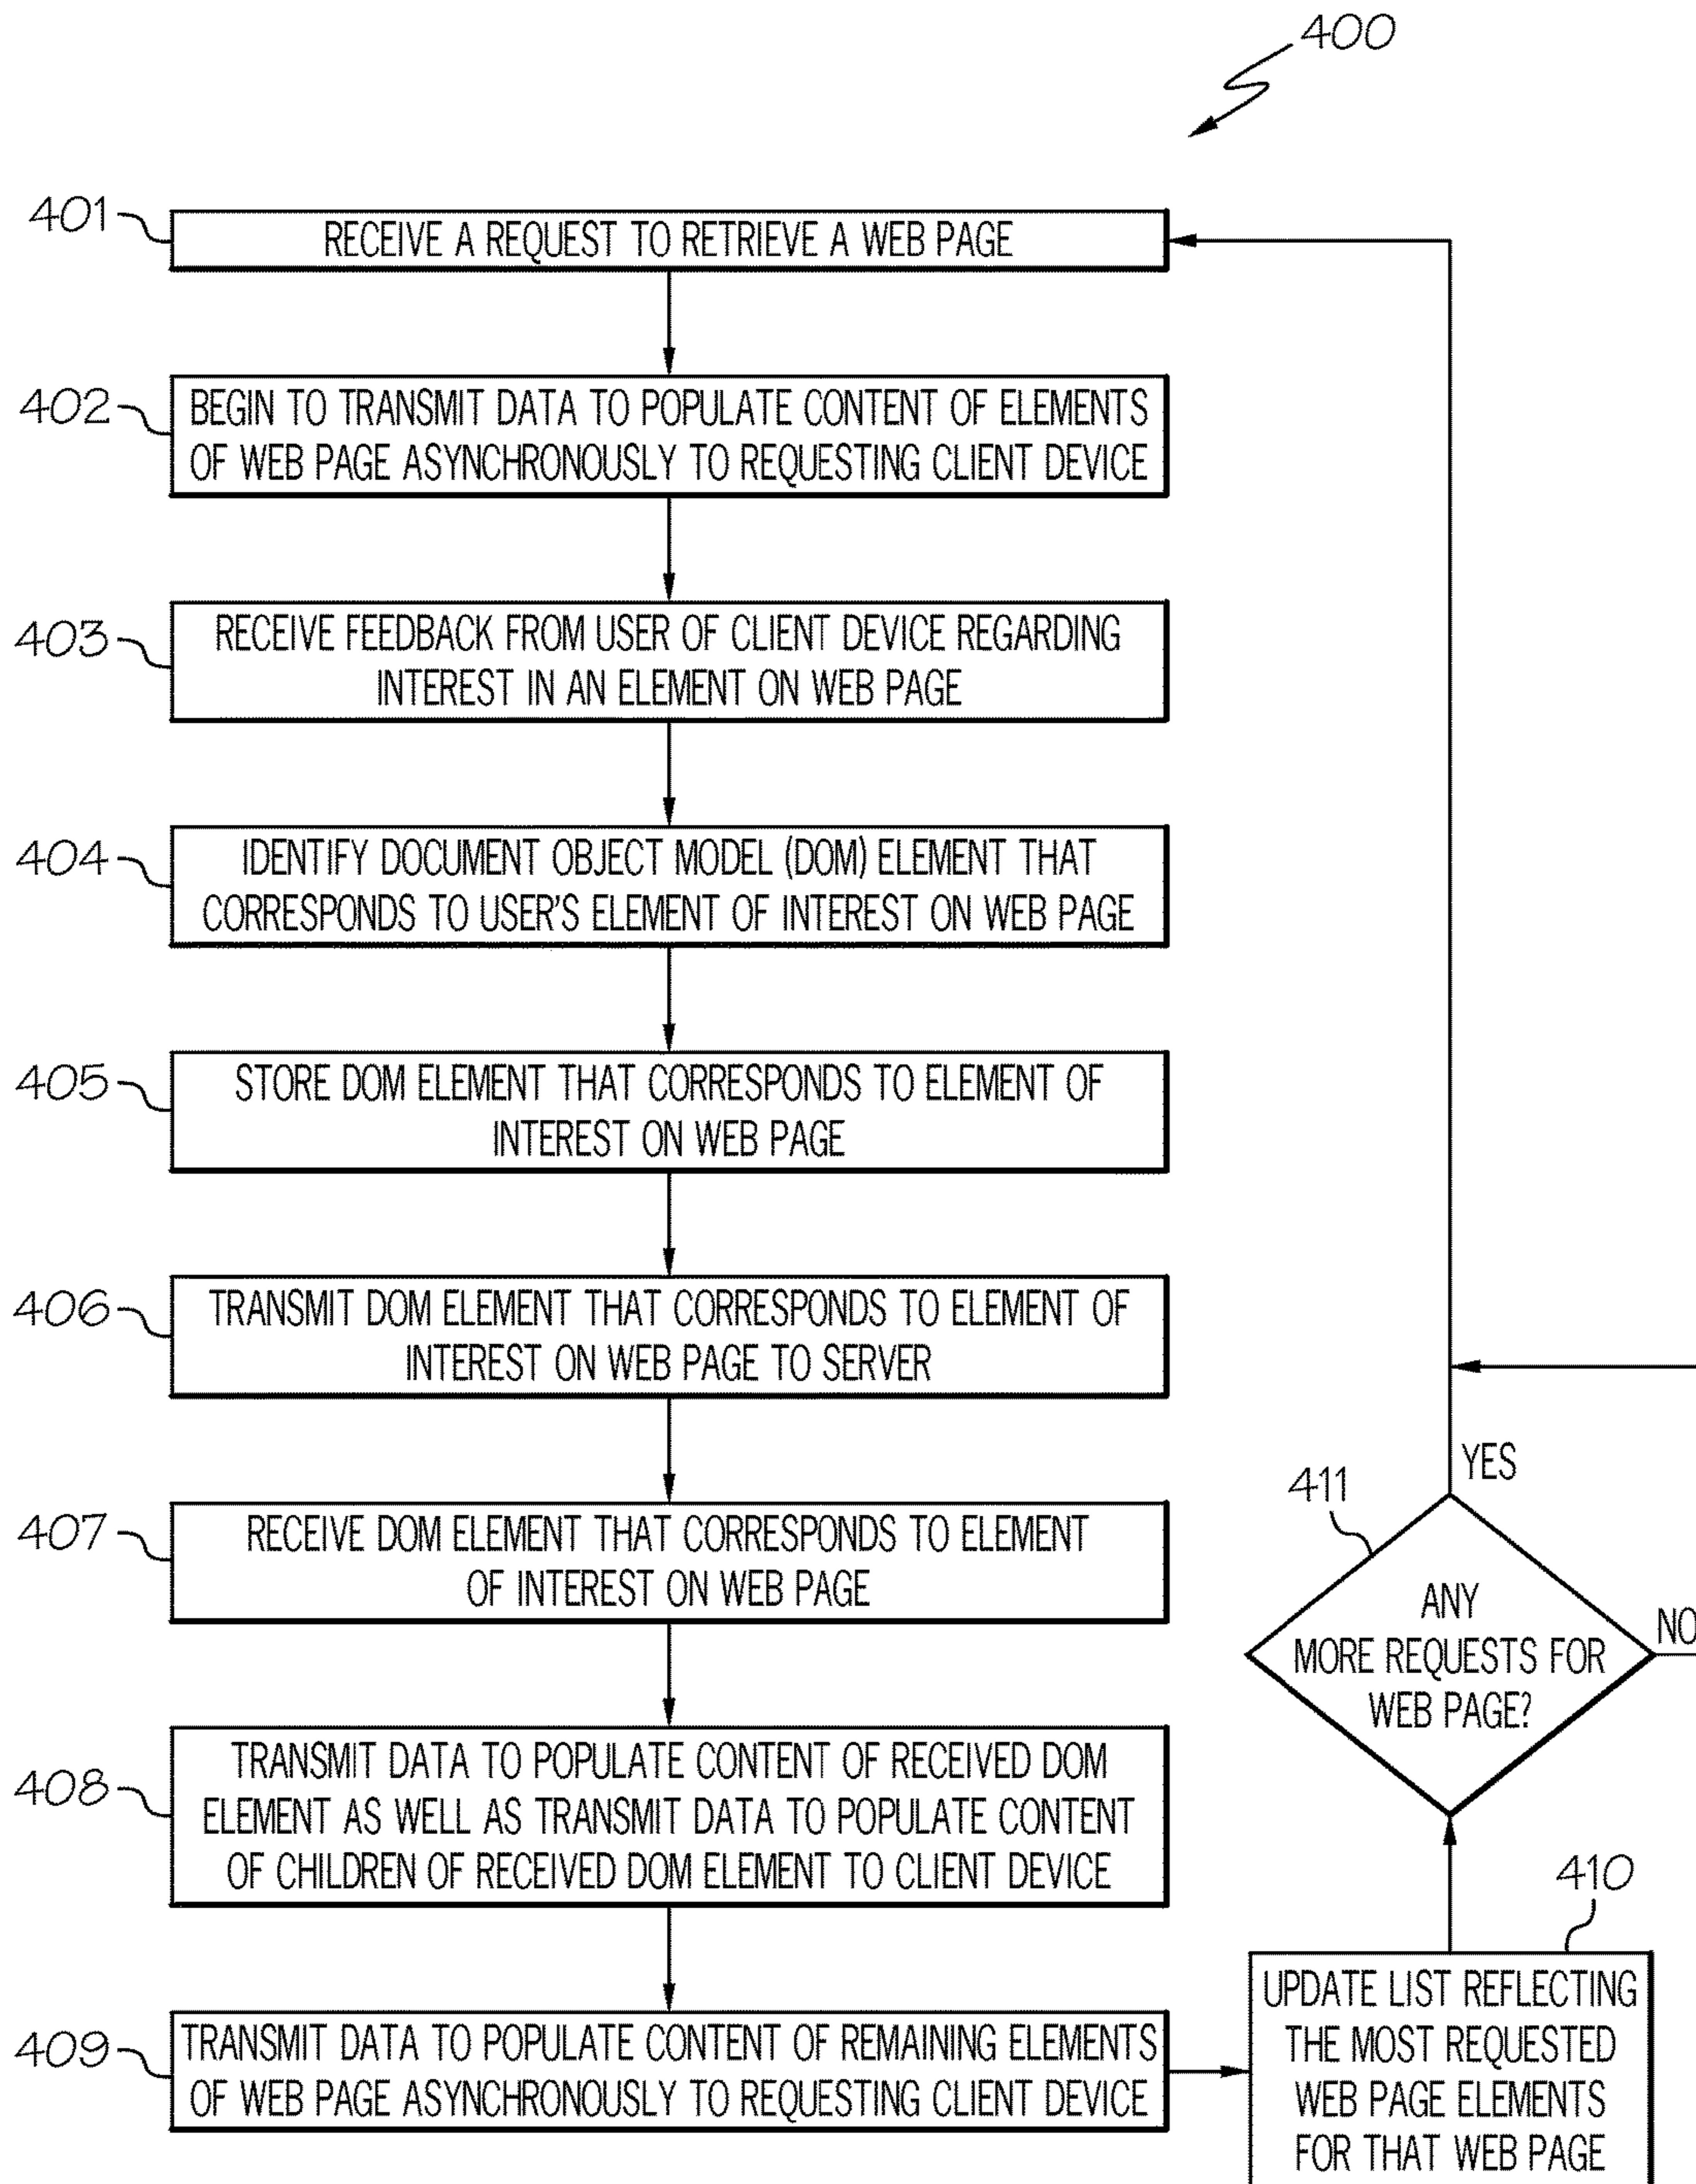 400
401
RECEIVE A REQUEST TO RETRIEVE A WEB PAGE
402
BEGIN TO TRANSMIT DATA TO POPULATE CONTENT OF ELEMENTS
OF WEB PAGE ASYNCHRONOUSLY TO REQUESTING CLIENT DEVICE
403
RECEIVE FEEDBACK FROM USER OF CLIENT DEVICE REGARDING
INTEREST IN AN ELEMENT ON WEB PAGE
404
IDENTIFY DOCUMENT OBJECT MODEL (DOM) ELEMENT THAT
CORRESPONDS TO USER'S ELEMENT OF INTEREST ON WEB PAGE
405
STORE DOM ELEMENT THAT CORRESPONDS TO ELEMENT OF
INTEREST ON WEB PAGE
406
TRANSMIT DOM ELEMENT THAT CORRESPONDS TO ELEMENT OF
INTEREST ON WEB PAGE TO SERVER
407
RECEIVE DOM ELEMENT THAT CORRESPONDS TO ELEMENT
OF INTEREST ON WEB PAGE
408
TRANSMIT DATA TO POPULATE CONTENT OF RECEIVED DOM
ELEMENT AS WELL AS TRANSMIT DATA TO POPULATE CONTENT
OF CHILDREN OF RECEIVED DOM ELEMENT TO CLIENT DEVICE
409
TRANSMIT DATA TO POPULATE CONTENT OF REMAINING ELEMENTS
OF WEB PAGE ASYNCHRONOUSLY TO REQUESTING CLIENT DEVICE
410
UPDATE LIST REFLECTING
THE MOST REQUESTED
WEB PAGE ELEMENTS
FOR THAT WEB PAGE
411
ANY
MORE REQUESTS FOR
WEB PAGE?
YES
NO